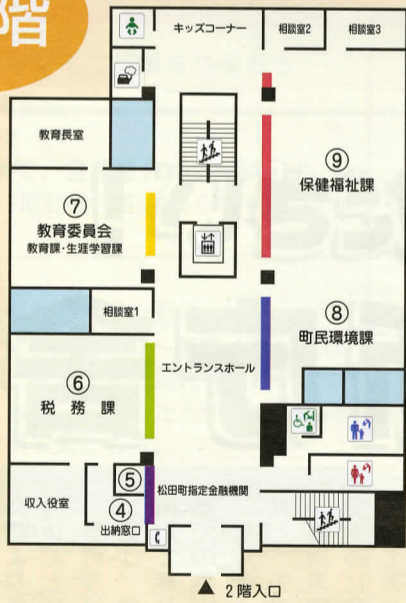 階
キッズコーナー
相談室2
相談室3
教育長室
⑨
保健福祉課
⑦
教育委員会
教育課・生涯学習課
相談室1
⑧
町民環境課
エントランスホール
⑥
税務課
⑤
松田町指定金融機関
収入役室
④
出納窓口
▲ 2階入口